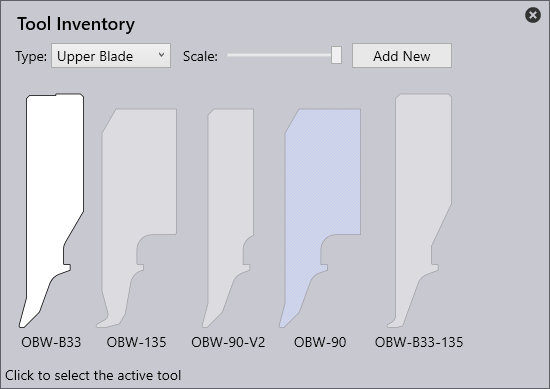 Tool Inventory
Type: Upper Blade Scale: Add New
OBW-B33 OBW-135 OBW-90-V2 OBW-90 OBW-B33-135
Click to select the active tool